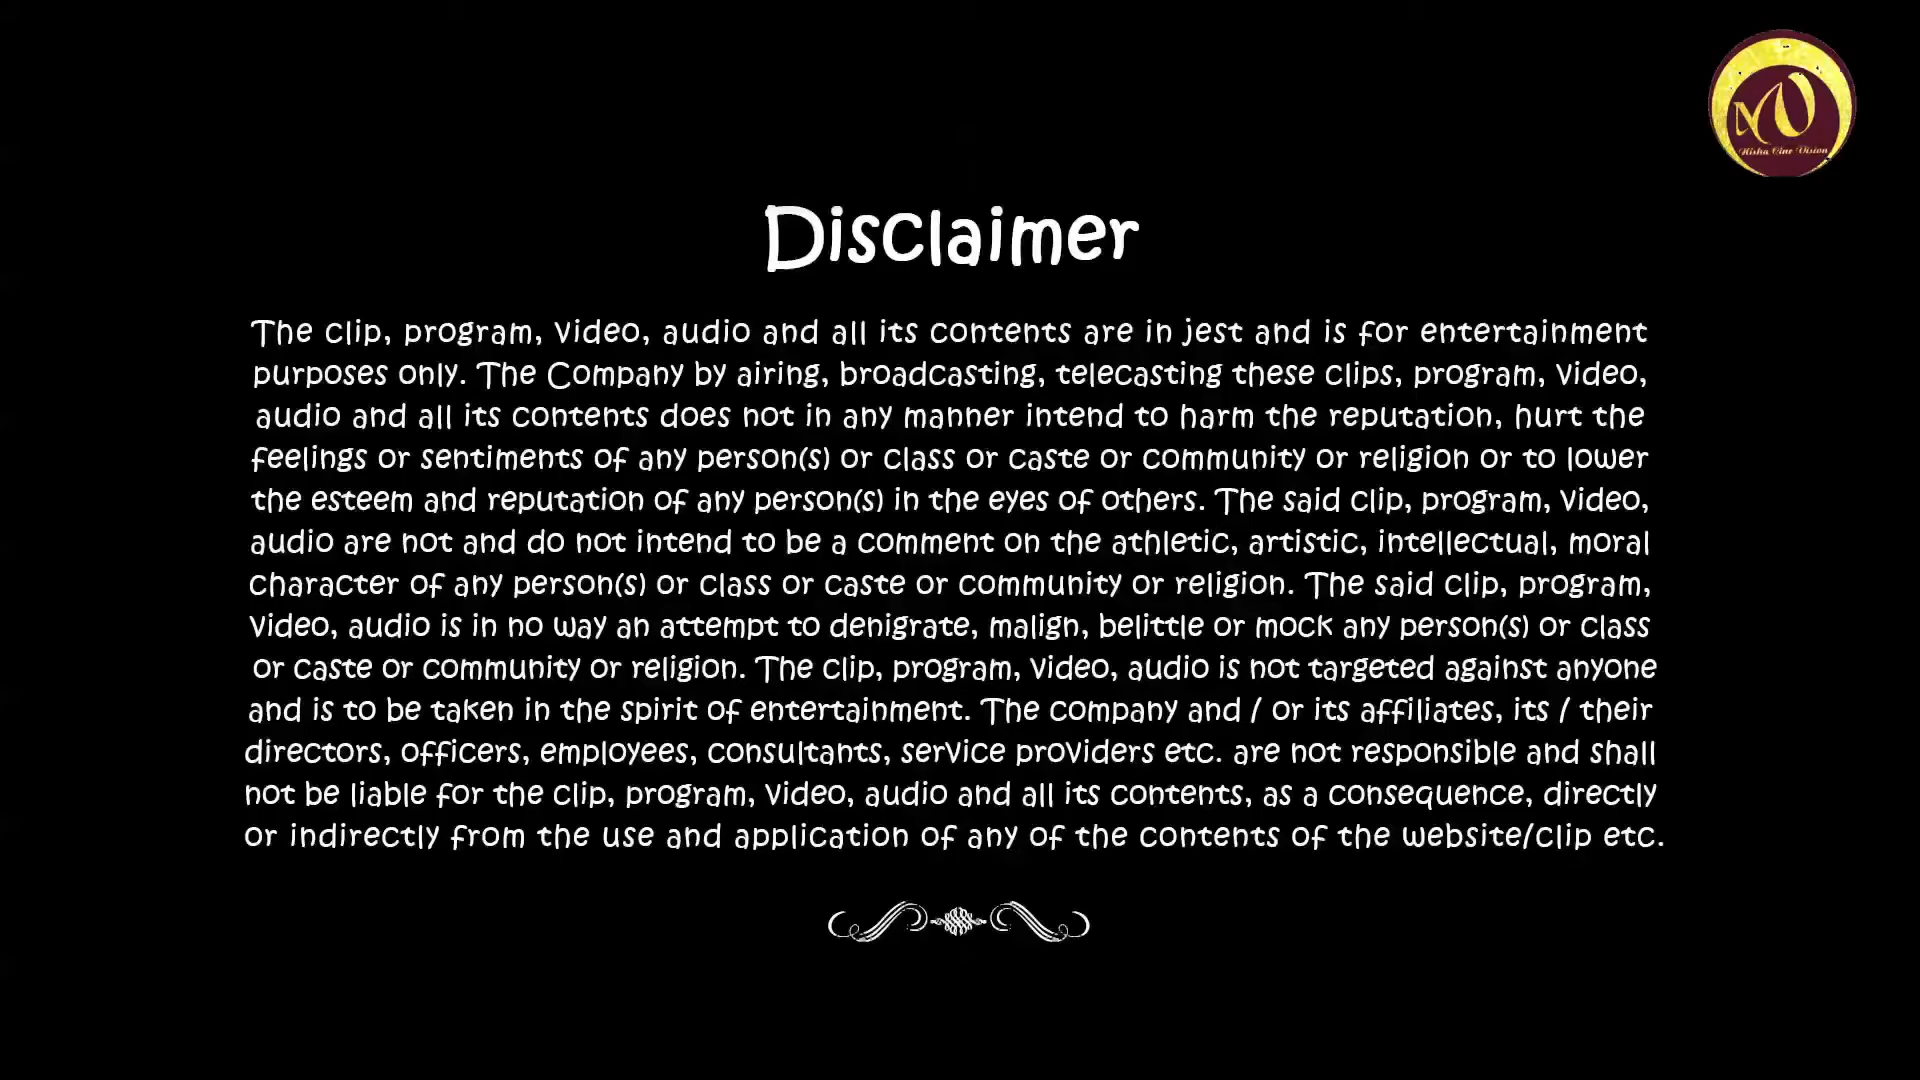 Nisha Cine Vision
Disclaimer
The clip, program, video, audio and all its contents are in jest and is for entertainment
purposes only. The Company by airing, broadcasting, telecasting these clips, program, video,
audio and all its contents does not in any manner intend to harm the reputation, hurt the
feelings or sentiments of any person(s) or class or caste or community or religion or to lower
the esteem and reputation of any person(s) in the eyes of others. The said clip, program, video,
audio are not and do not intend to be a comment on the athletic, artistic, intellectual, moral
character of any person(s) or class or caste or community or religion. The said clip, program,
video, audio is in no way an attempt to denigrate, malign, belittle or mock any person(s) or class
or caste or community or religion. The clip, program, video, audio is not targeted against anyone
and is to be taken in the spirit of entertainment. The company and / or its affiliates, its / their
directors, officers, employees, consultants, service providers etc. are not responsible and shall
not be liable for the clip, program, video, audio and all its contents, as a consequence, directly
or indirectly from the use and application of any of the contents of the website/clip etc.